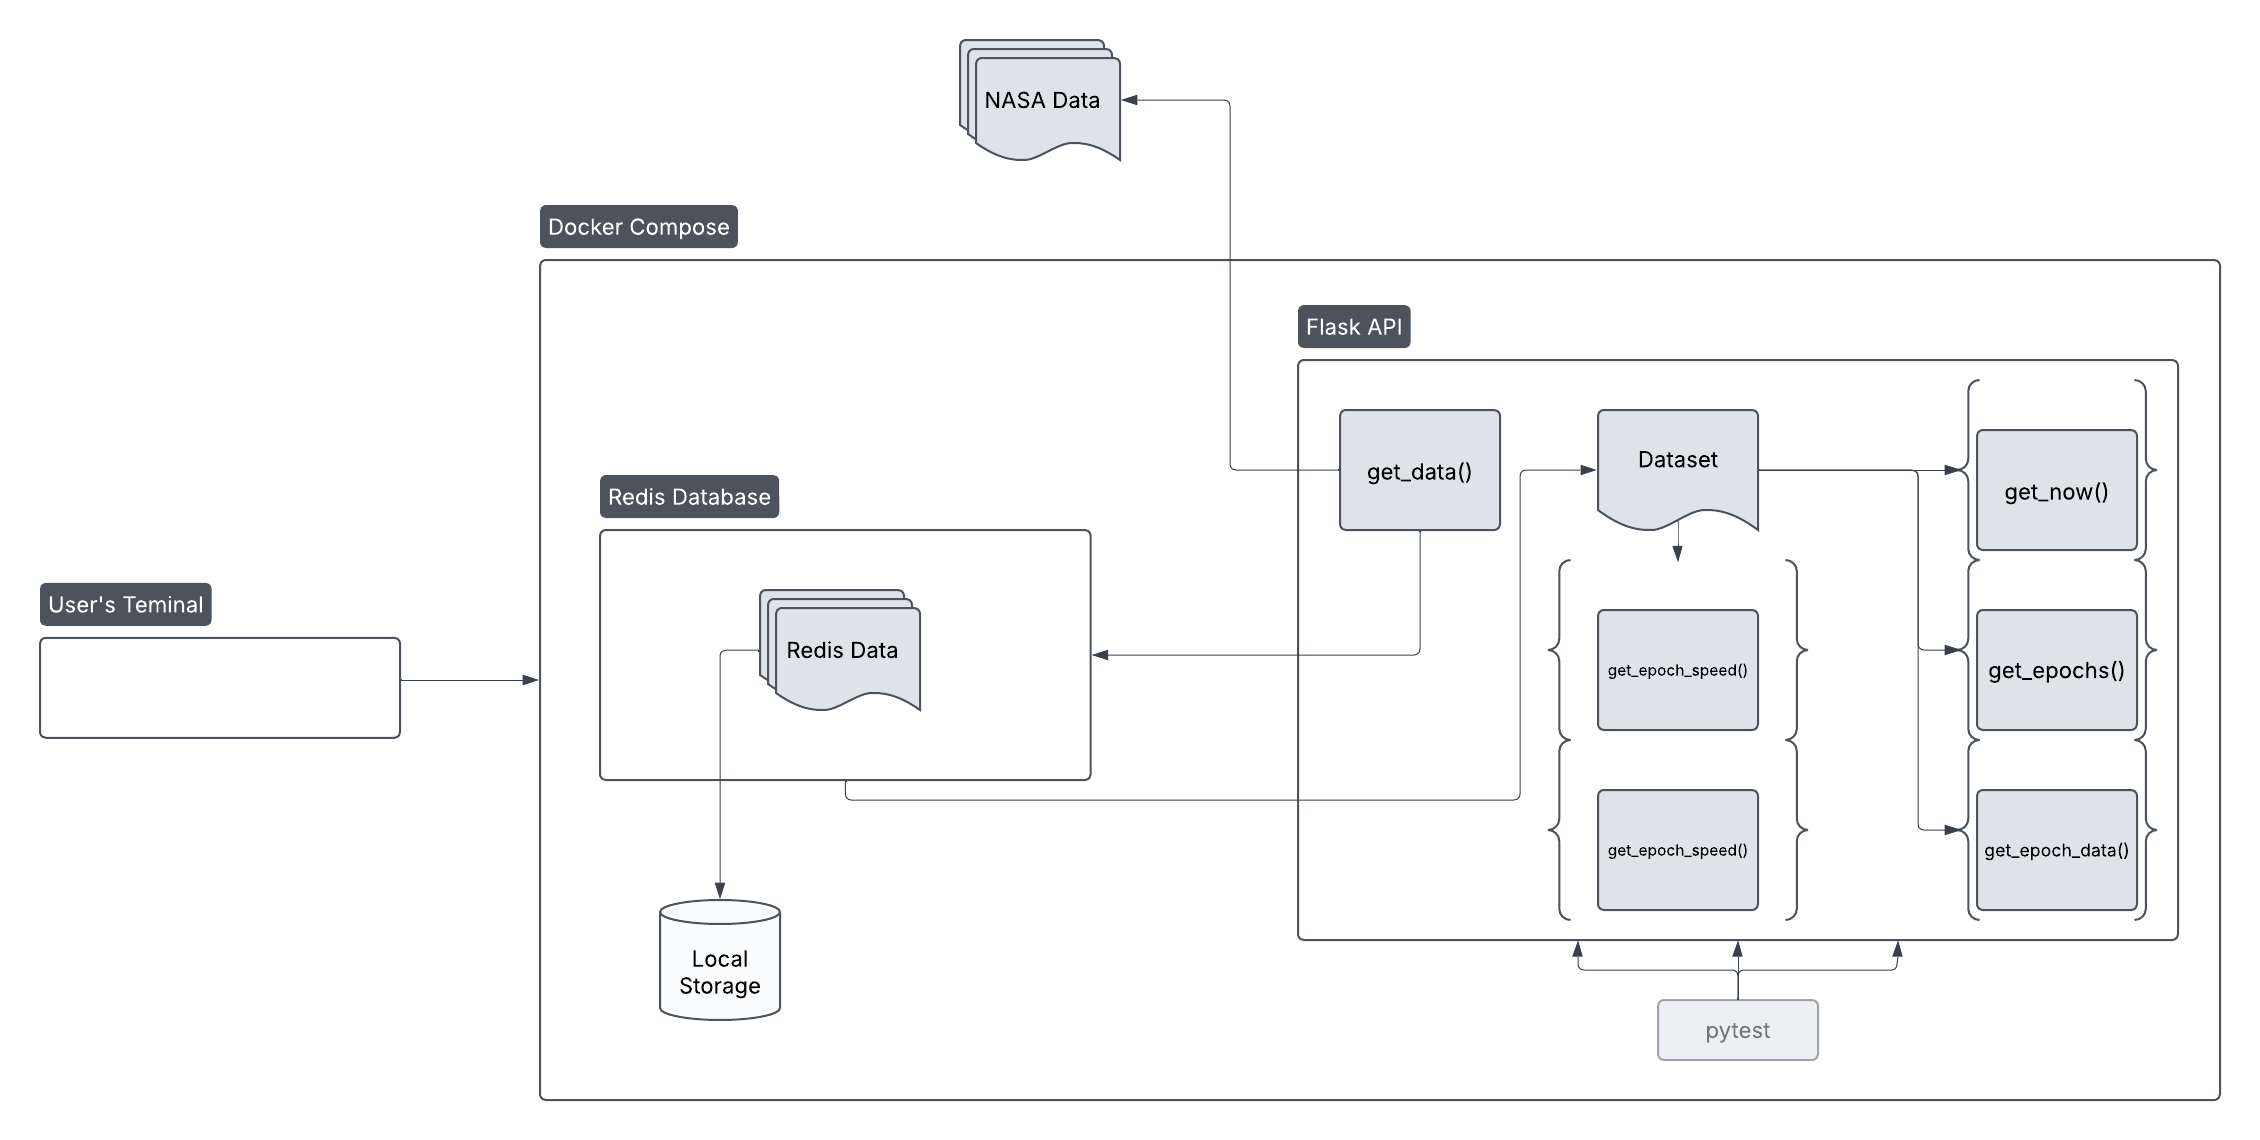 NASA Data
Docker Compose
Flask API
get_data()
Dataset
get_now()
Redis Database
User's Teminal
Redis Data
get_epoch_speed()
get_epochs()
get_epoch_speed()
get_epoch_data()
Local
Storage
pytest